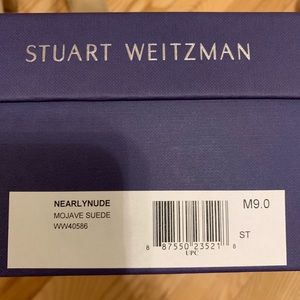 STUART WEITZMAN
NEARLYNUDE
MOJAVE SUEDE
WW40586
M9.0
8 87550 23521 8
UPC
ST